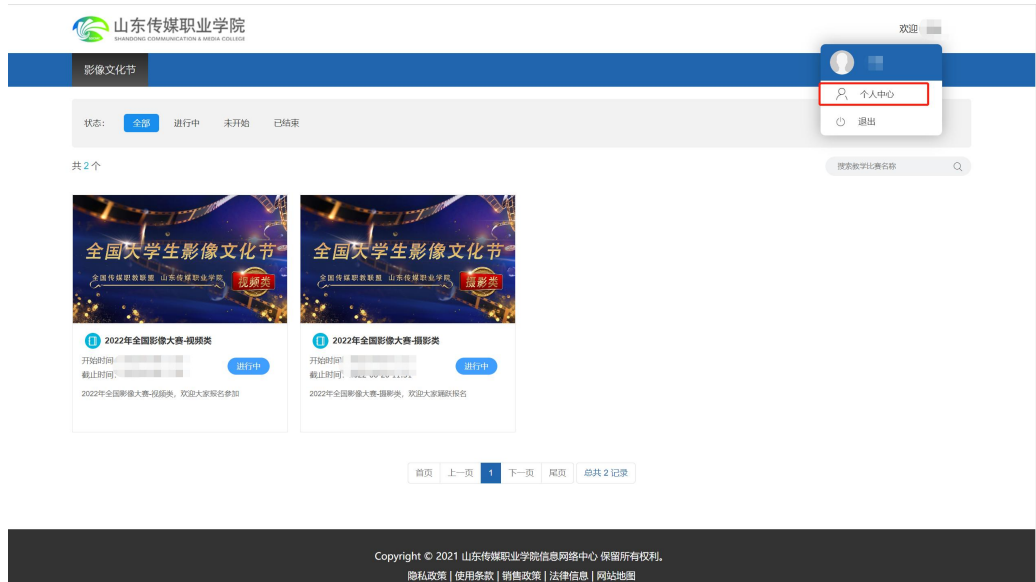 山东传媒职业学院
SHANDONG COMMUNICATION & MEDIA COLLEGE
欢迎
影像文化节
个人中心
退出
状态: 全部 进行中 未开始 已结束
共 2 个
搜索教学比赛名称
全国大学生影像文化节
全国传媒职教联盟 山东传媒职业学院
视频类
全国大学生影像文化节
全国传媒职教联盟 山东传媒职业学院
摄影类
2022年全国影像大赛-视频类
开始时间:
截止时间:
进行中
2022年全国影像大赛-视频类，欢迎大家报名参加
2022年全国影像大赛-摄影类
开始时间:
截止时间:
进行中
2022年全国影像大赛-摄影类，欢迎大家踊跃报名
首页 上一页 1 下一页 尾页 总共 2 记录
Copyright © 2021 山东传媒职业学院信息网络中心 保留所有权利。
隐私政策 | 使用条款 | 销售政策 | 法律信息 | 网站地图